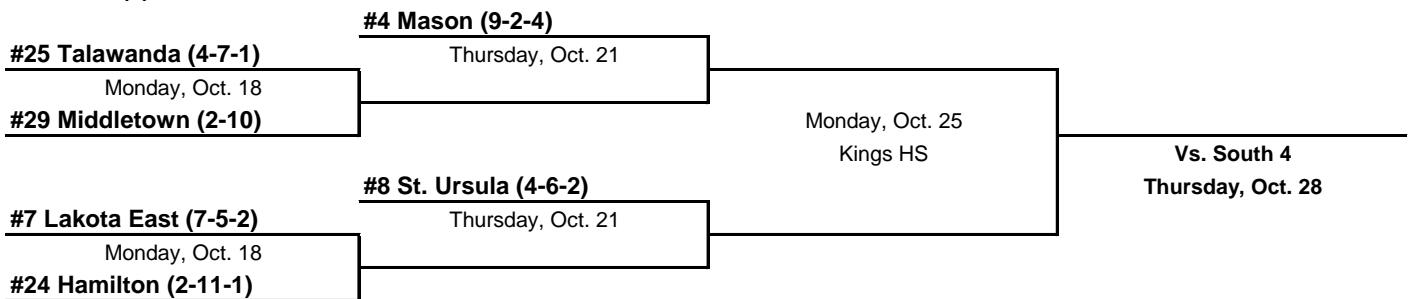 #4 Mason (9-2-4)
#25 Talawanda (4-7-1)
Thursday, Oct. 21
Monday, Oct. 18
#29 Middletown (2-10)
Monday, Oct. 25
Kings HS
Vs. South 4
Thursday, Oct. 28
#8 St. Ursula (4-6-2)
#7 Lakota East (7-5-2)
Thursday, Oct. 21
Monday, Oct. 18
#24 Hamilton (2-11-1)